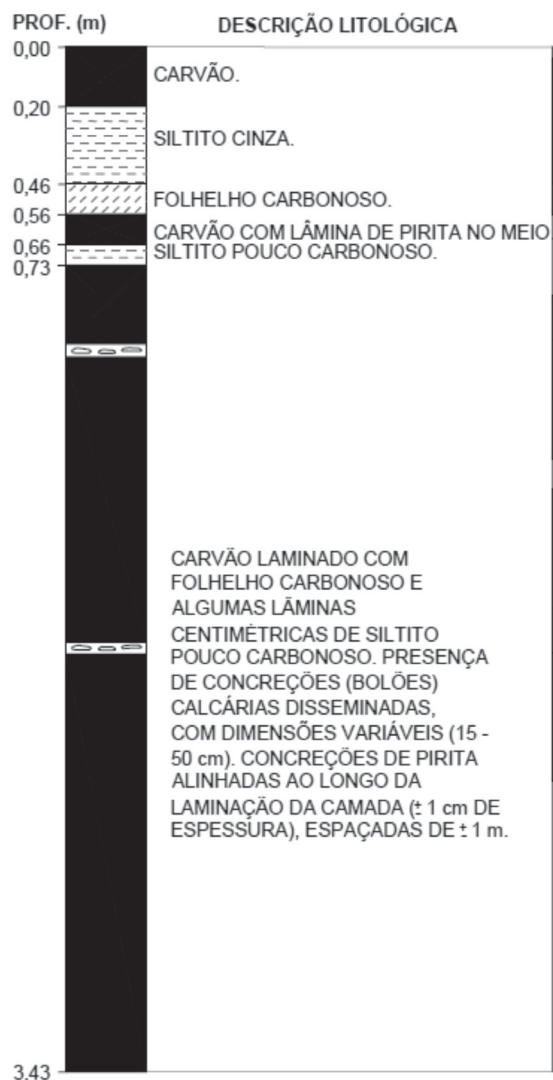 PROF. (m) DESCRIÇÃO LITOLÓGICA
0,00
CARVÃO.
0,20
SILTITO CINZA.
0,46
FOLHELHO CARBONOSO.
0,56
CARVÃO COM LÂMINA DE PIRITA NO MEIO
0,66
SILTITO POUCO CARBONOSO.
0,73
CARVÃO LAMINADO COM
FOLHELHO CARBONOSO E
ALGUMAS LÂMINAS
CENTIMÉTRICAS DE SILTITO
POUCO CARBONOSO. PRESENÇA
DE CONCREÇÕES (BOLÕES)
CALCÁRIAS DISSEMINADAS,
COM DIMENSÕES VARIÁVEIS (15 -
50 cm). CONCREÇÕES DE PIRITA
ALINHADAS AO LONGO DA
LAMINAÇÃO DA CAMADA (± 1 cm DE
ESPESSURA), ESPAÇADAS DE ± 1 m.
3,43